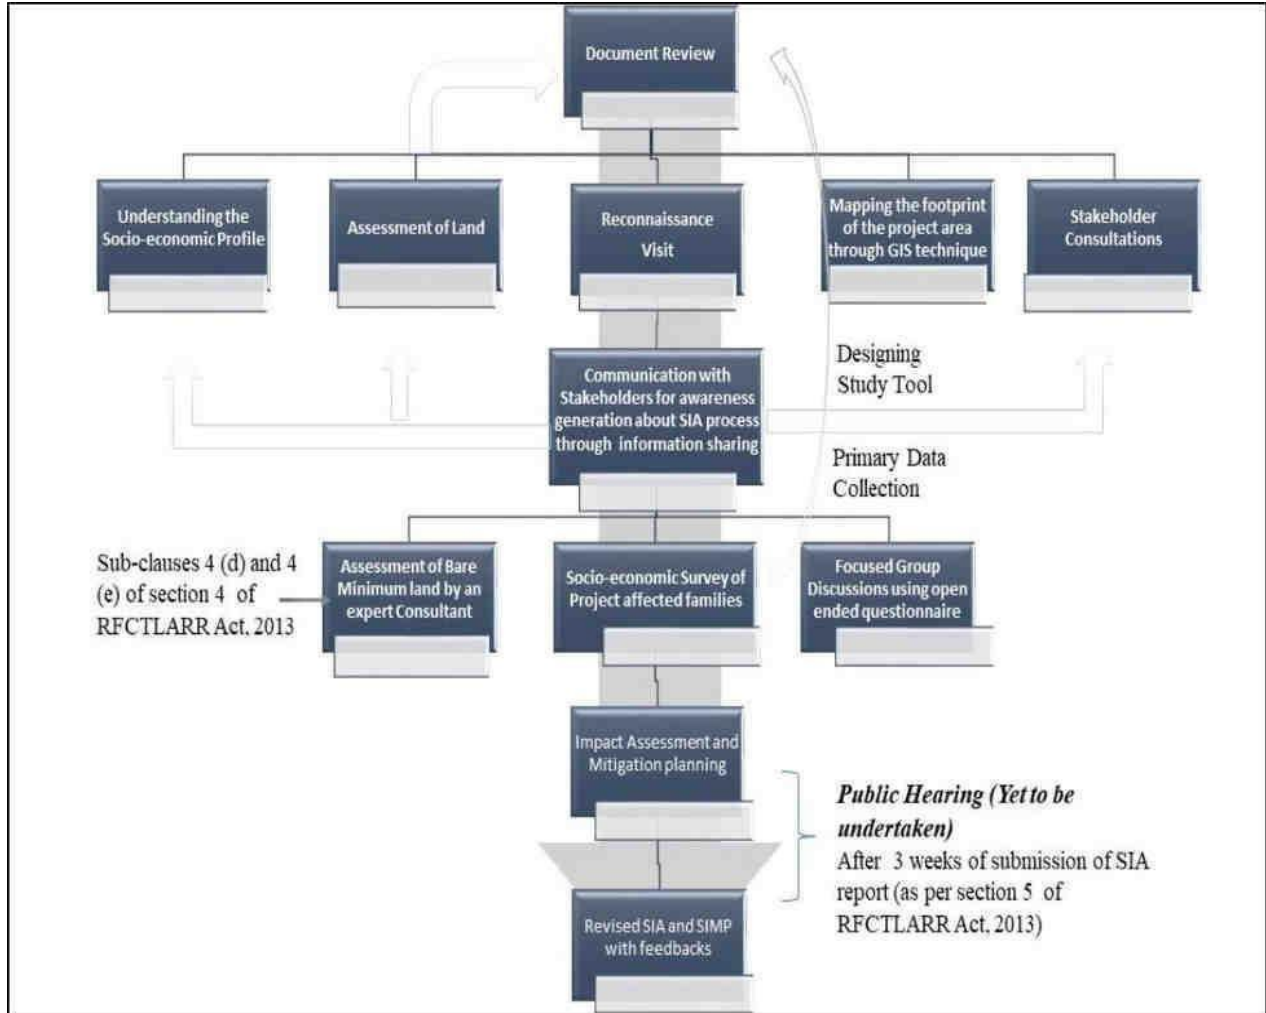 Document Review
Understanding the
Socio-economic Profile
Assessment of Land
Reconnaissance
Visit
Mapping the footprint
of the project area
through GIS technique
Stakeholder
Consultations
Communication with
Stakeholders for awareness
generation about SIA process
through information sharing
Designing
Study Tool
Primary Data
Collection
Sub-clauses 4 (d) and 4
(e) of section 4 of
RFCTLARR Act, 2013
Assessment of Bare
Minimum land by an
expert Consultant
Socio-economic Survey of
Project affected families
Focused Group
Discussions using open
ended questionnaire
Impact Assessment and
Mitigation planning
Public Hearing (Yet to be
undertaken)
After 3 weeks of submission of SIA
report (as per section 5 of
RFCTLARR Act, 2013)
Revised SIA and SIMP
with feedbacks